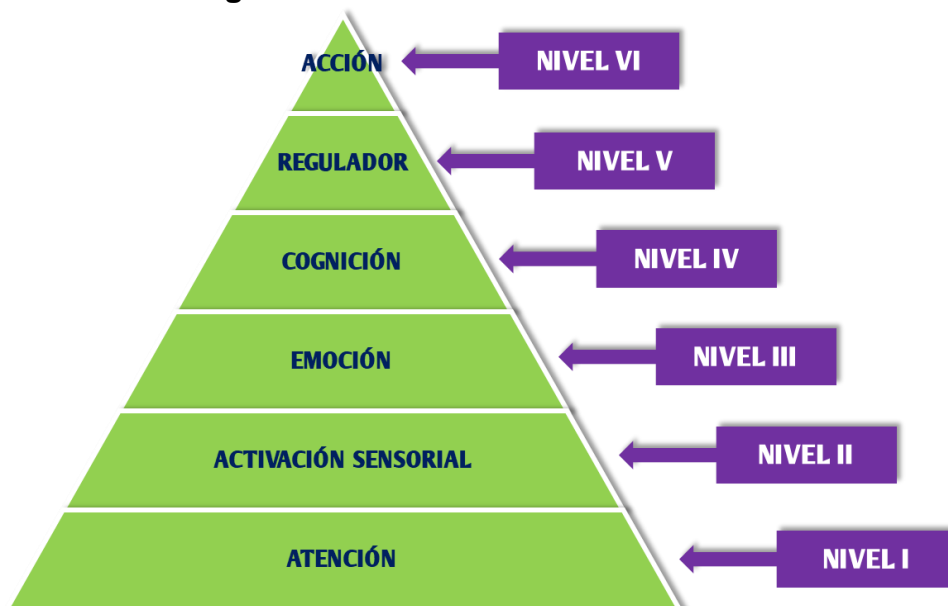 ACCIÓN
NIVEL VI
REGULADOR
NIVEL V
COGNICIÓN
NIVEL IV
EMOCIÓN
NIVEL III
ACTIVACIÓN SENSORIAL
NIVEL II
ATENCIÓN
NIVEL I